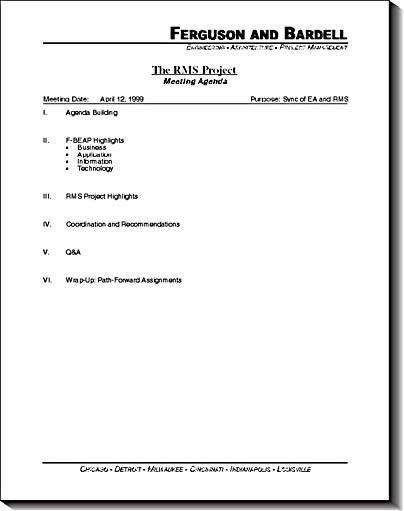 FERGUSON AND BARDELL
ENGINEERING • ARCHITECTURE • PROJECT MANAGEMENT
The RMS Project
Meeting Agenda
Meeting Date: April 12, 1999 Purpose: Sync of EA and RMS
I. Agenda Building
II. F-BEAP Highlights
• Business
• Application
• Information
• Technology
III. RMS Project Highlights
IV. Coordination and Recommendations
V. Q&A
VI. Wrap-Up: Path-Forward Assignments
CHICAGO • DETROIT • MILWAUKEE • CINCINNATI • INDIANAPOLIS • LOUISVILLE